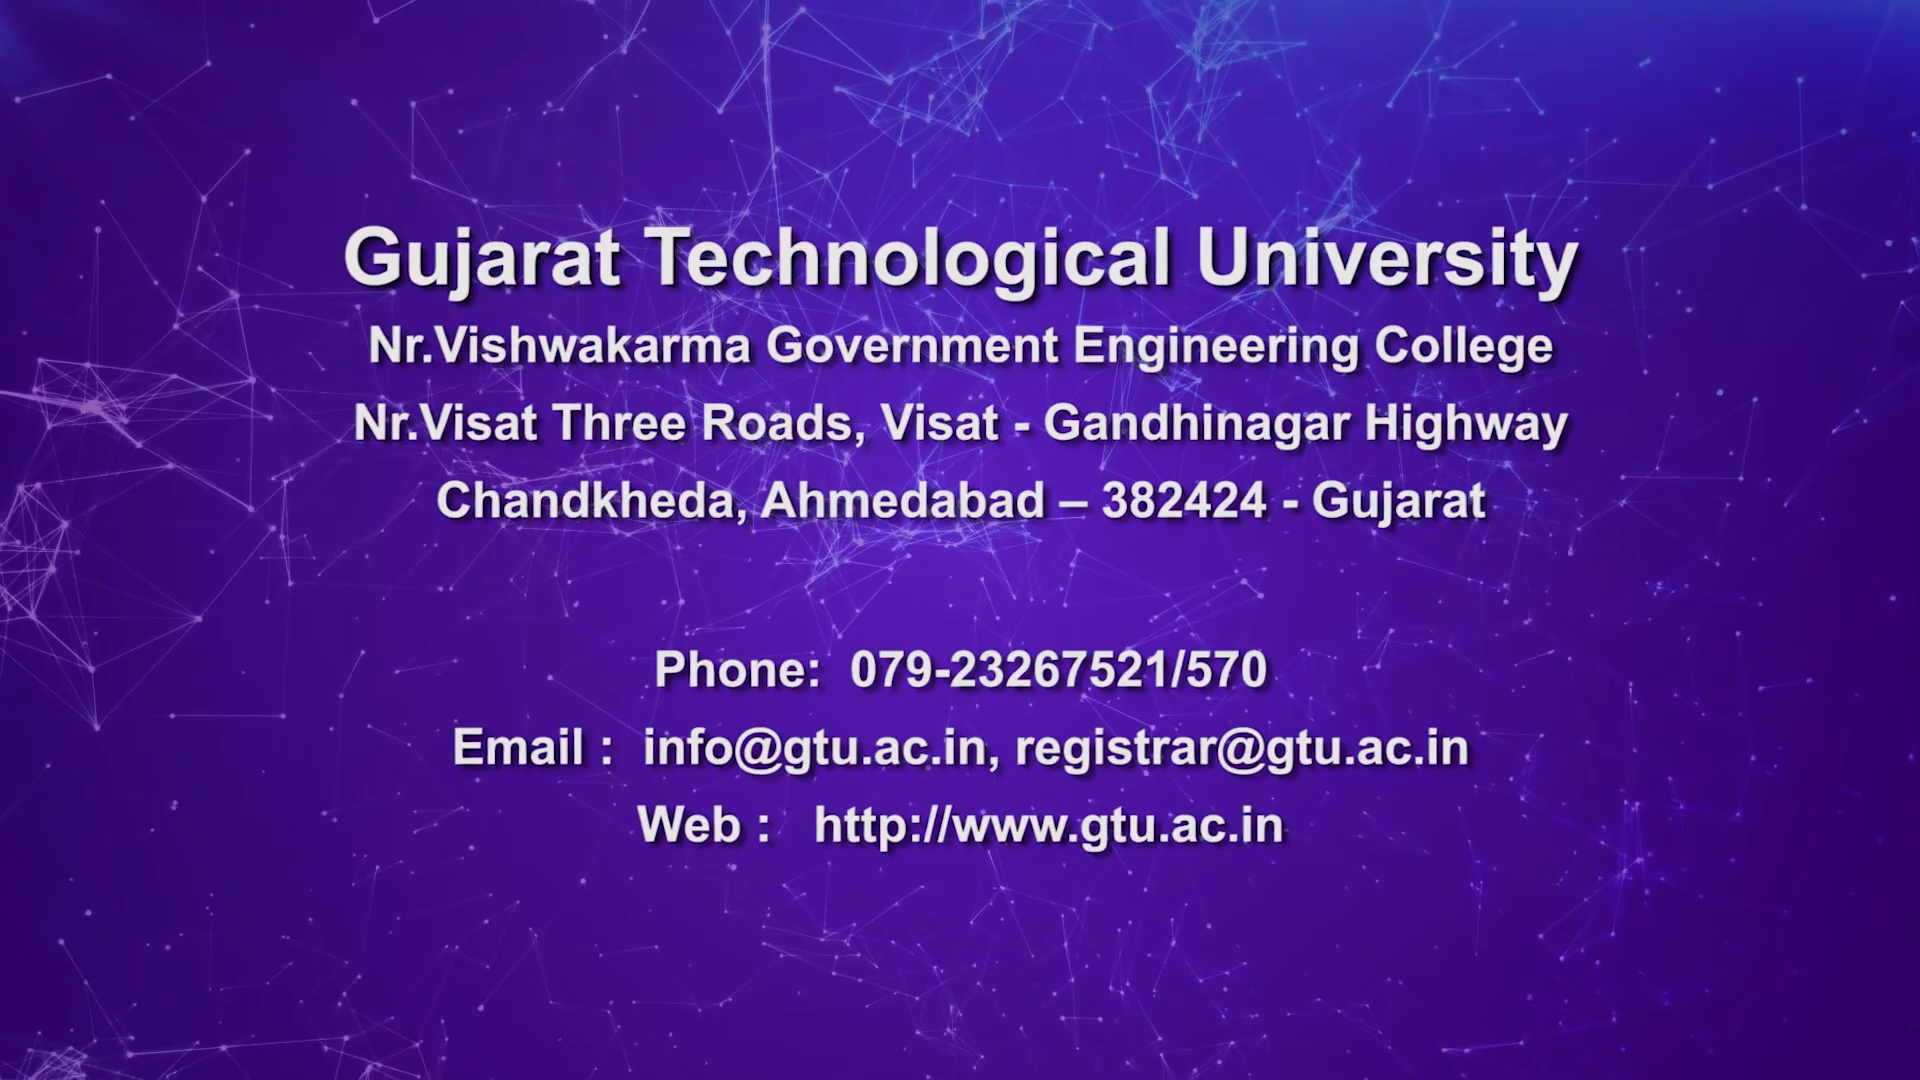 Gujarat Technological University
Nr.Vishwakarma Government Engineering College
Nr.Visat Three Roads, Visat - Gandhinagar Highway
Chandkheda, Ahmedabad – 382424 - Gujarat
Phone: 079-23267521/570
Email : info@gtu.ac.in, registrar@gtu.ac.in
Web : http://www.gtu.ac.in